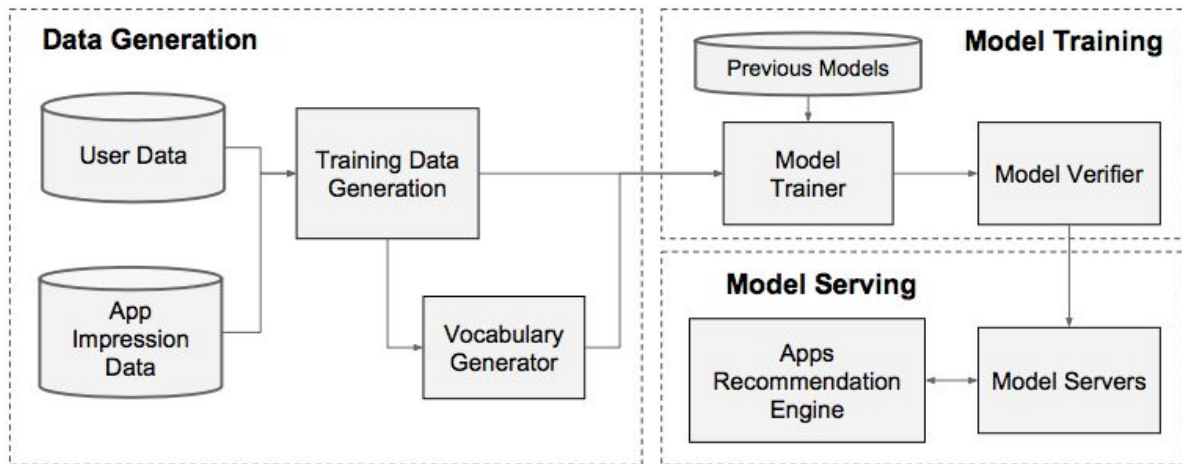 Data Generation
User Data
App
Impression
Data
Training Data
Generation
Vocabulary
Generator
Model Training
Previous Models
Model
Trainer
Model Verifier
Model Serving
Apps
Recommendation
Engine
Model Servers